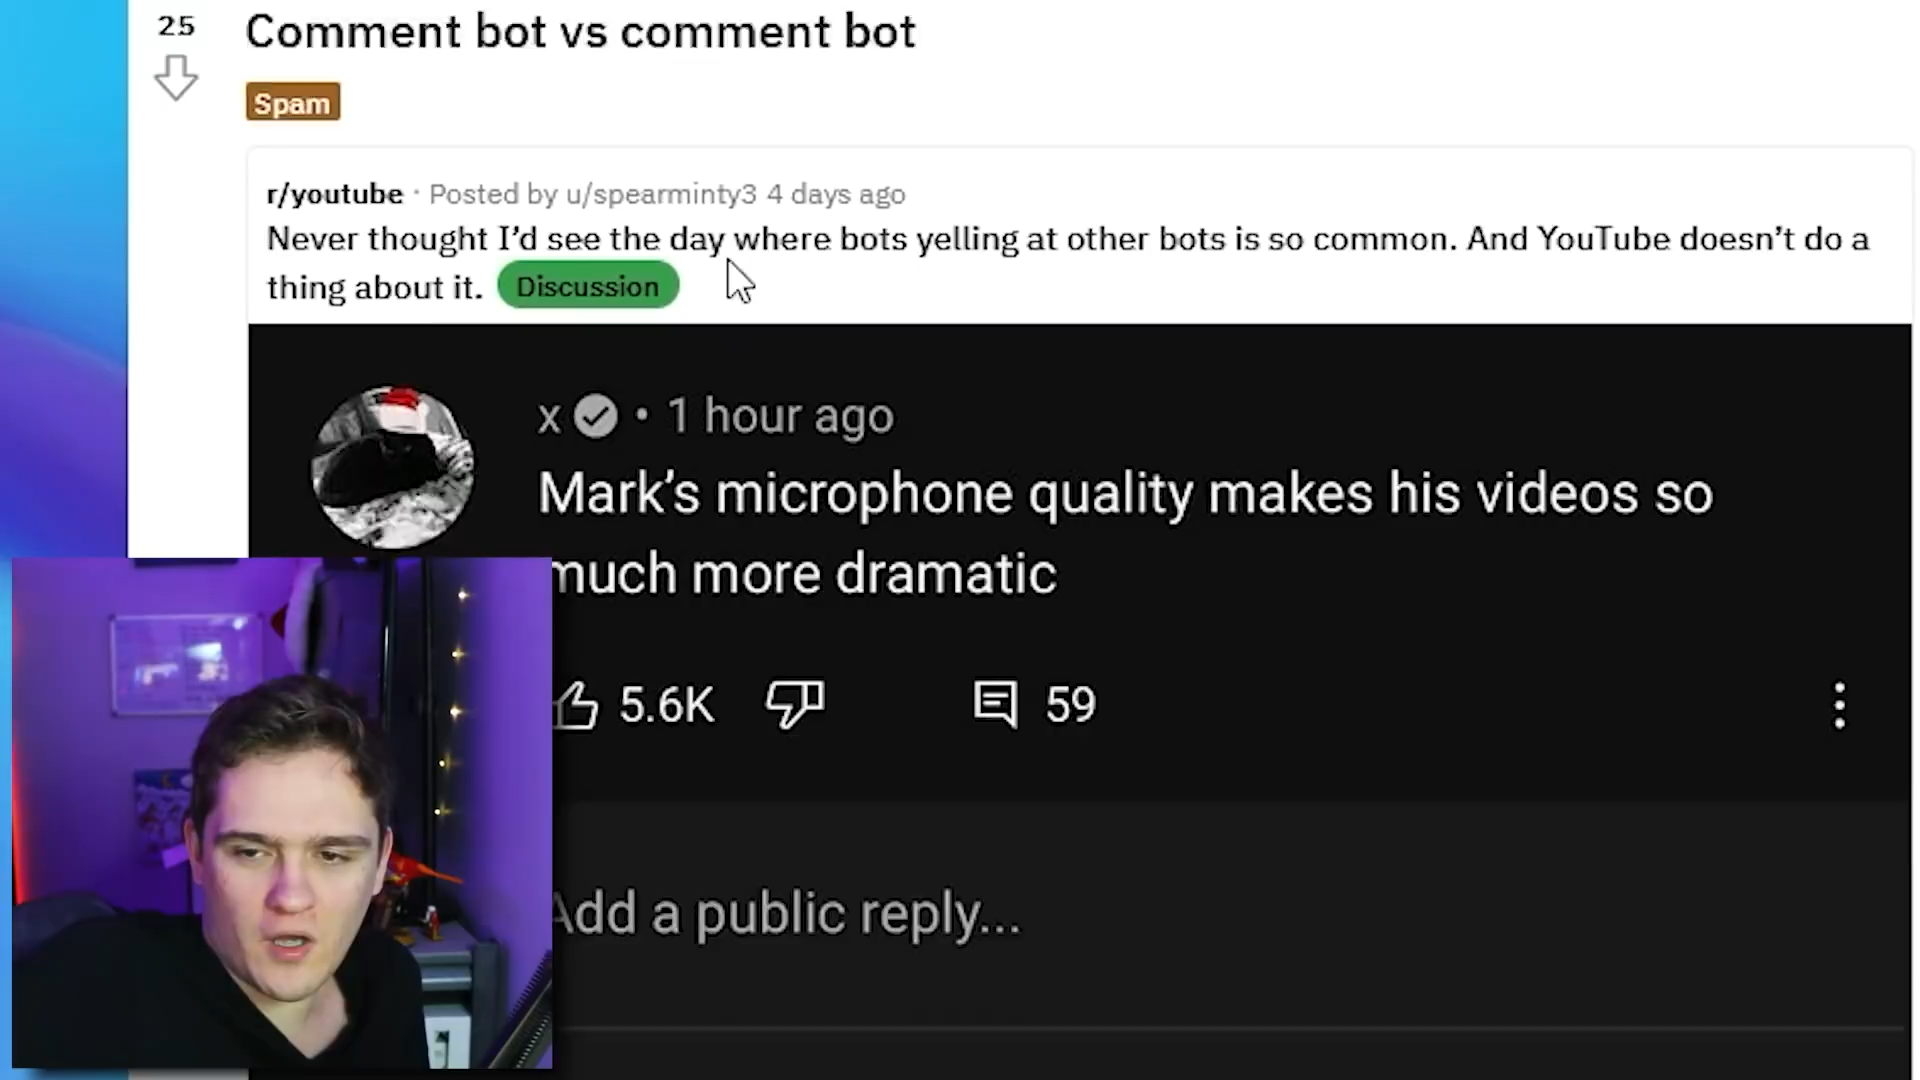 25
Comment bot vs comment bot
Spam
r/youtube · Posted by u/spearminty3 4 days ago
Never thought I'd see the day where bots yelling at other bots is so common. And YouTube doesn't do a
thing about it. Discussion
x • 1 hour ago
Mark's microphone quality makes his videos so
much more dramatic
5.6K 59
Add a public reply...